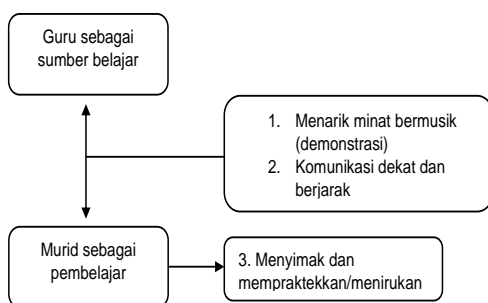 Guru sebagai
sumber belajar
1. Menarik minat bermusik
(demonstrasi)
2. Komunikasi dekat dan
berjarak
Murid sebagai
pembelajar
3. Menyimak dan
mempraktekkan/menirukan